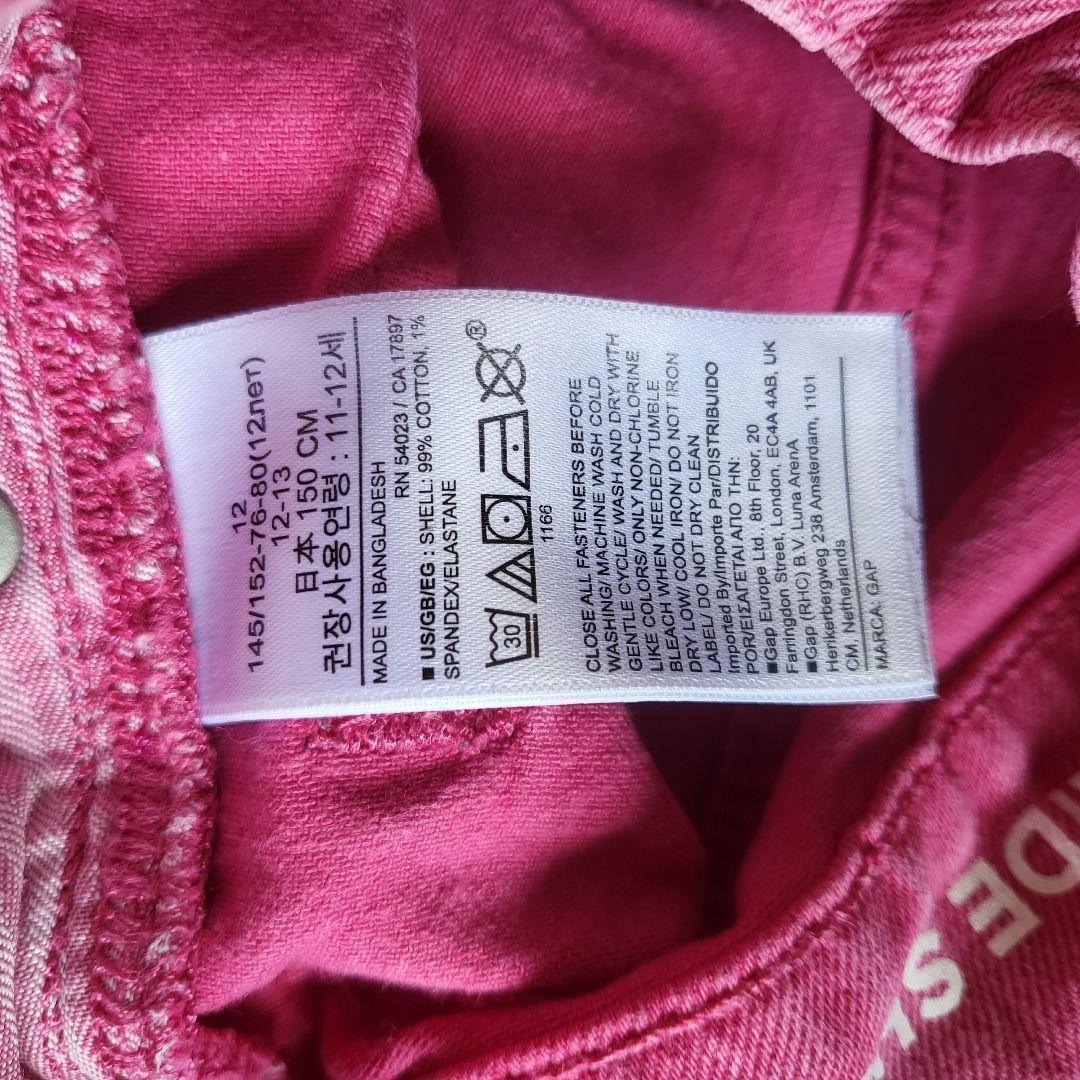 12
145/152-76-80(12лет)
12-13
日本 150 CM
권장사용연령 : 11-12세
MADE IN BANGLADESH
RN 54023 / CA 17897
■ US/GB/EG : SHELL: 99% COTTON, 1%
SPANDEX/ELASTANE
30
®
1166
CLOSE ALL FASTENERS BEFORE
WASHING/ MACHINE WASH COLD
GENTLE CYCLE/ WASH AND DRY WITH
LIKE COLORS/ ONLY NON-CHLORINE
BLEACH WHEN NEEDED/ TUMBLE
DRY LOW/ COOL IRON/ DO NOT IRON
LABEL/ DO NOT DRY CLEAN
Imported By/Importe Par/DISTRIBUIDO
POR/ΕΙΣΑΓΕΤΑΙ ΑΠΟ ΤΗΝ:
■Gap Europe Ltd. 8th Floor, 20
Farringdon Street, London, EC4A 4AB, UK
■Gap (RHC) B.V. Luna ArenA
Herikerbergweg 238 Amsterdam, 1101
CM Netherlands
MARCA: GAP
IDE SE